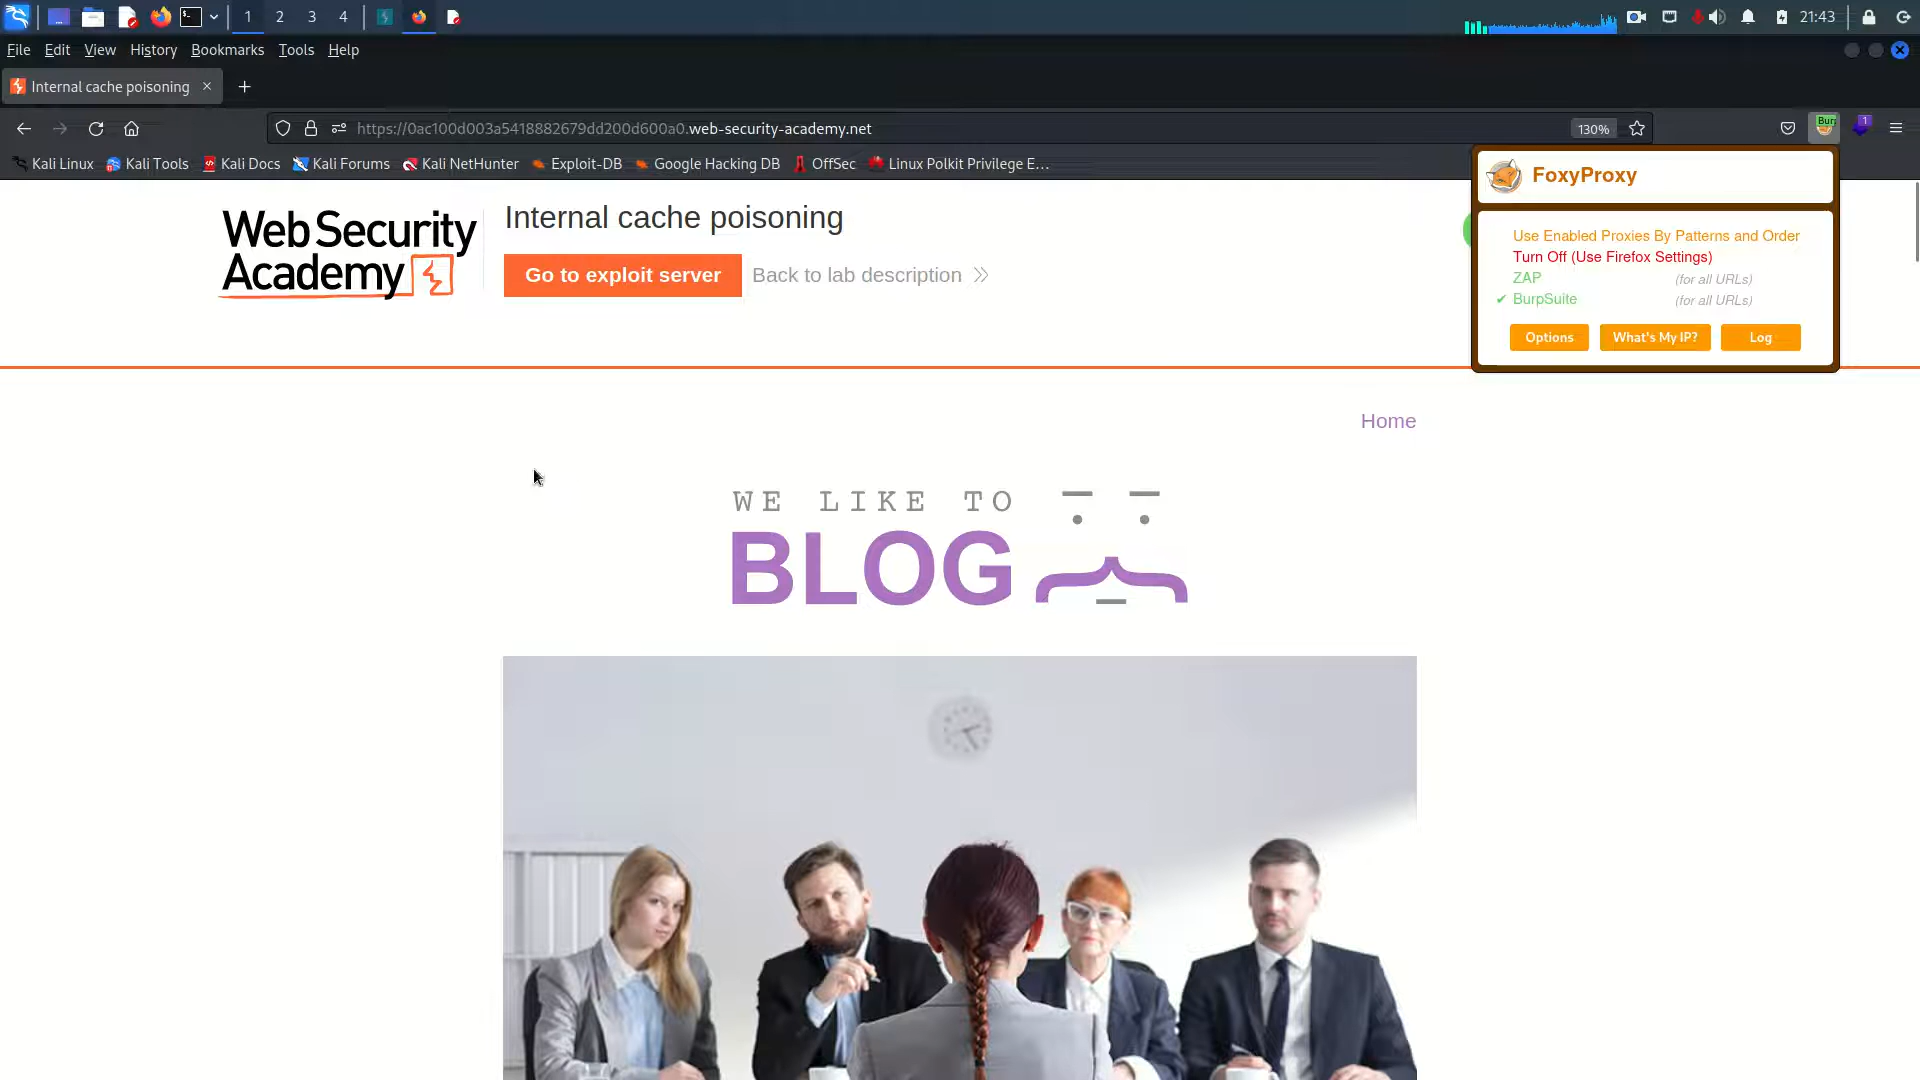 1 2 3 4 21:43
File Edit View History Bookmarks Tools Help
Internal cache poisoning
https://0ac100d003a5418882679dd200d600a0.web-security-academy.net 130% Bur 1
Kali Linux Kali Tools Kali Docs Kali Forums Kali NetHunter Exploit-DB Google Hacking DB OffSec Linux Polkit Privilege E…
FoxyProxy
Use Enabled Proxies By Patterns and Order
Turn Off (Use Firefox Settings)
ZAP (for all URLs)
✔ BurpSuite (for all URLs)
Options What's My IP? Log
Web Security
Academy
Internal cache poisoning
Go to exploit server Back to lab description
Home
WE LIKE TO
BLOG